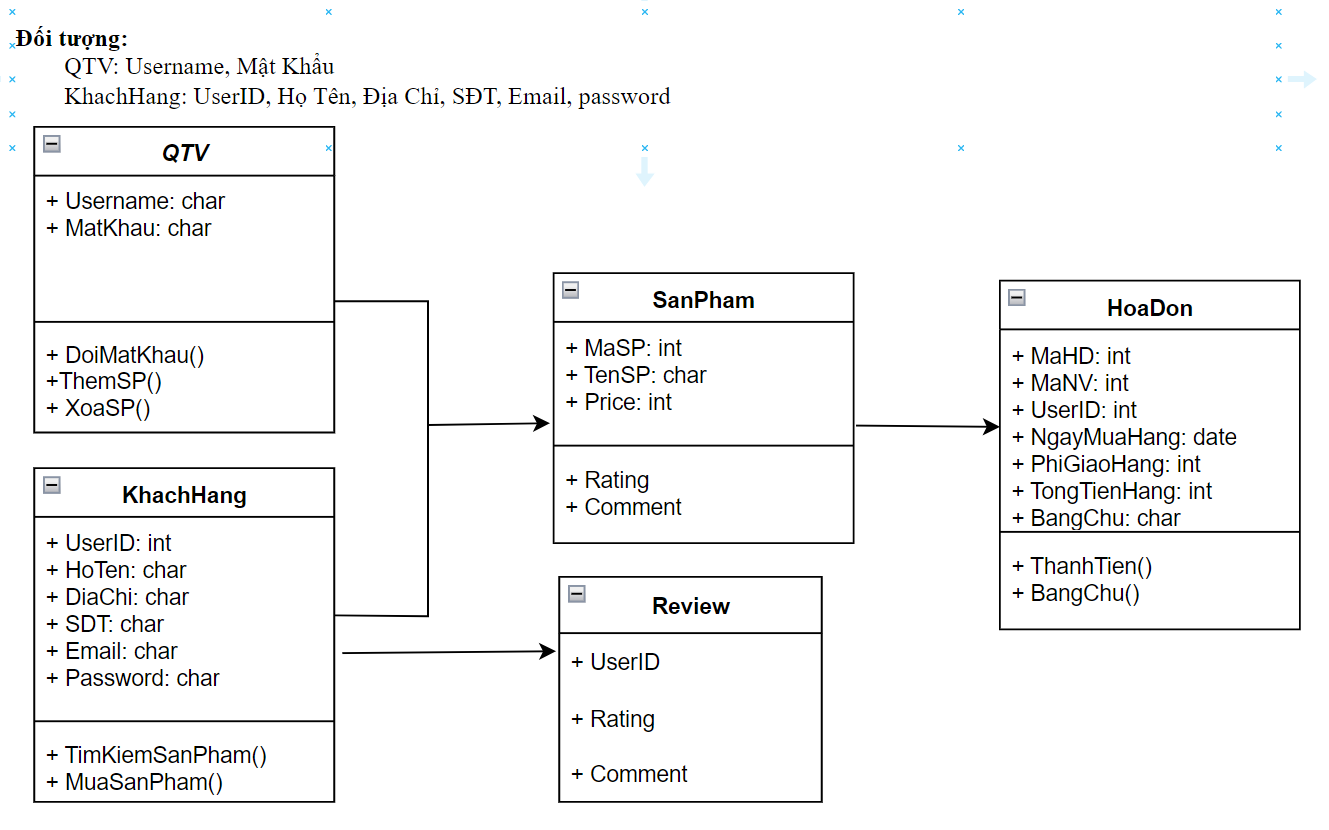 Đối tượng:
QTV: Username, Mật Khẩu
KhachHang: UserID, Họ Tên, Địa Chỉ, SĐT, Email, password
QTV
+ Username: char
+ MatKhau: char
+ DoiMatKhau()
+ThemSP()
+ XoaSP()
KhachHang
+ UserID: int
+ HoTen: char
+ DiaChi: char
+ SDT: char
+ Email: char
+ Password: char
+ TimKiemSanPham()
+ MuaSanPham()
SanPham
+ MaSP: int
+ TenSP: char
+ Price: int
+ Rating
+ Comment
Review
+ UserID
+ Rating
+ Comment
HoaDon
+ MaHD: int
+ MaNV: int
+ UserID: int
+ NgayMuaHang: date
+ PhiGiaoHang: int
+ TongTienHang: int
+ BangChu: char
+ ThanhTien()
+ BangChu()